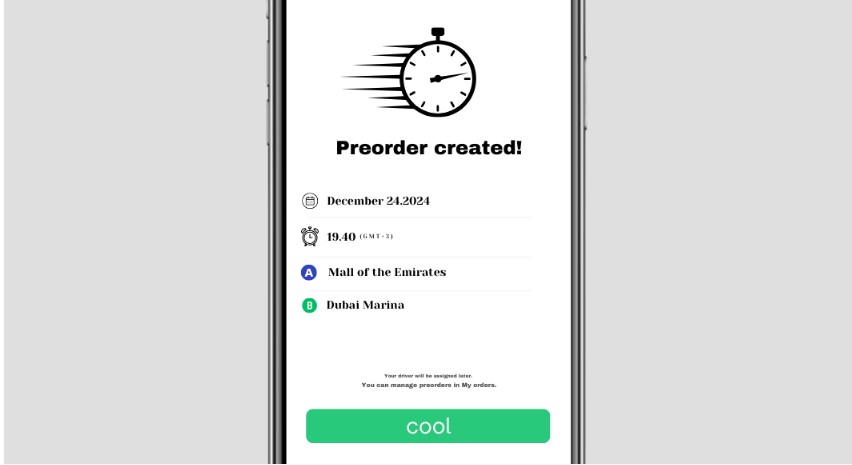 Preorder created!
December 24.2024
19.40 (GMT-3)
A Mall of the Emirates
B Dubai Marina
Your driver will be assigned later.
You can manage preorders in My orders.
cool